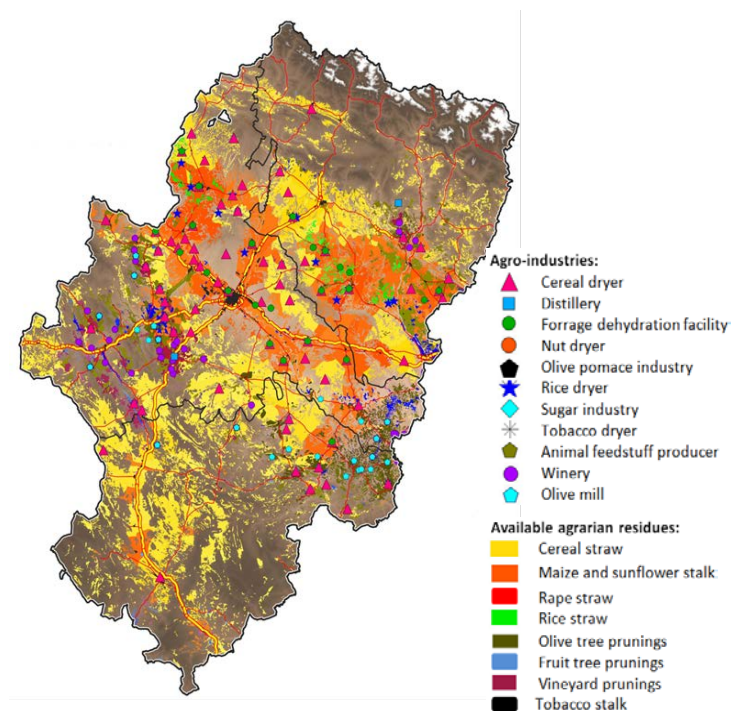 Agro-industries:
Cereal dryer
Distillery
Forrage dehydration facility
Nut dryer
Olive pomace industry
Rice dryer
Sugar industry
Tobacco dryer
Animal feedstuff producer
Winery
Olive mill
Available agrarian residues:
Cereal straw
Maize and sunflower stalk
Rape straw
Rice straw
Olive tree prunings
Fruit tree prunings
Vineyard prunings
Tobacco stalk